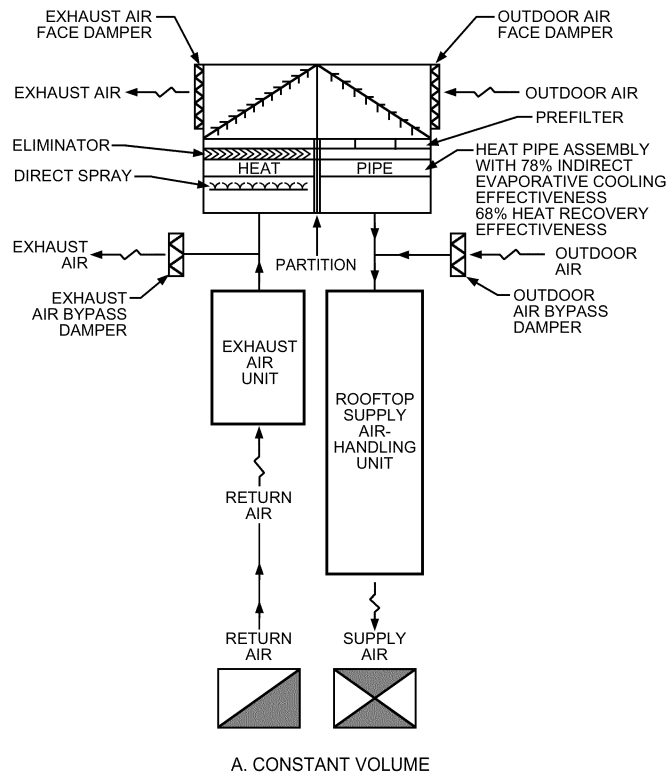 EXHAUST AIR
FACE DAMPER
OUTDOOR AIR
FACE DAMPER
EXHAUST AIR
OUTDOOR AIR
PREFILTER
ELIMINATOR
DIRECT SPRAY
HEAT
PIPE
HEAT PIPE ASSEMBLY
WITH 78% INDIRECT
EVAPORATIVE COOLING
EFFECTIVENESS
68% HEAT RECOVERY
EFFECTIVENESS
EXHAUST
AIR
PARTITION
OUTDOOR
AIR
EXHAUST
AIR BYPASS
DAMPER
OUTDOOR
AIR BYPASS
DAMPER
EXHAUST
AIR
UNIT
ROOFTOP
SUPPLY
AIR-
HANDLING
UNIT
RETURN
AIR
RETURN
AIR
SUPPLY
AIR
A. CONSTANT VOLUME